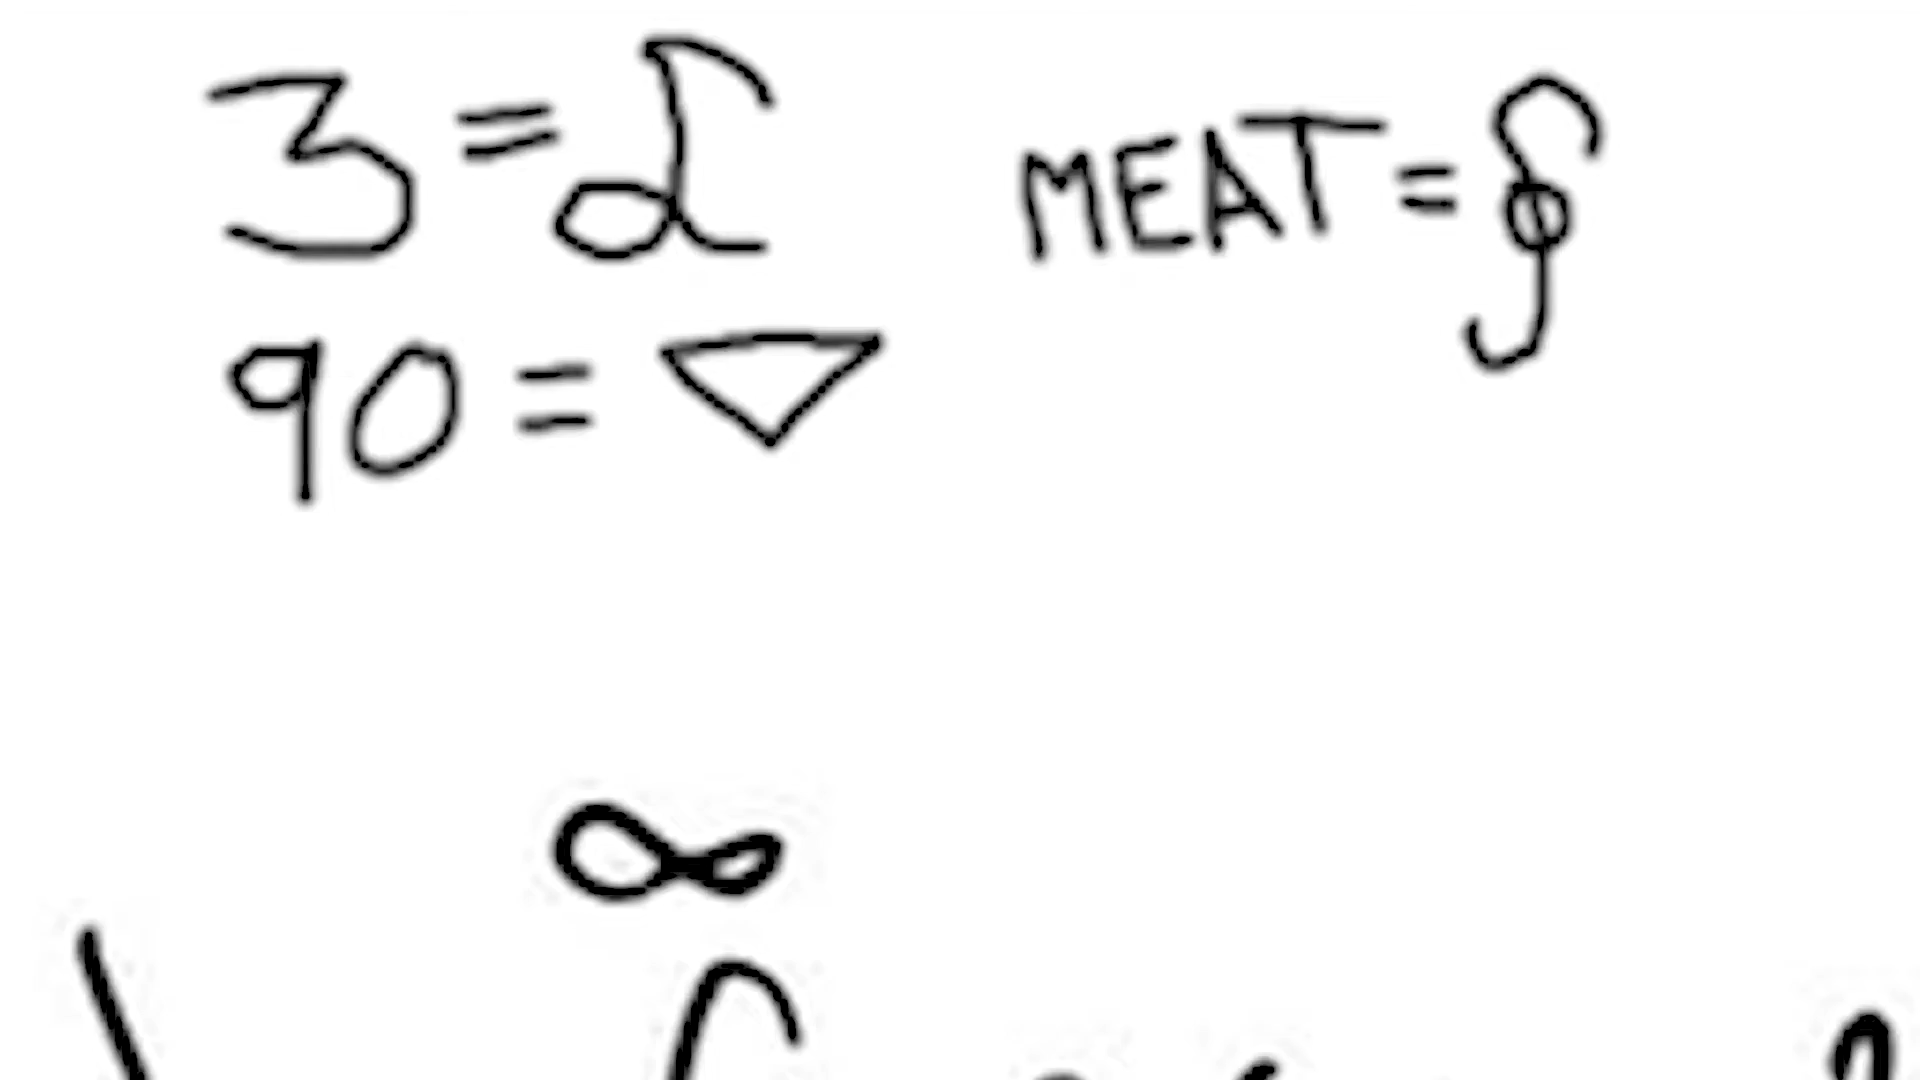 3 = £ MEAT = §
90 = ▽
∞